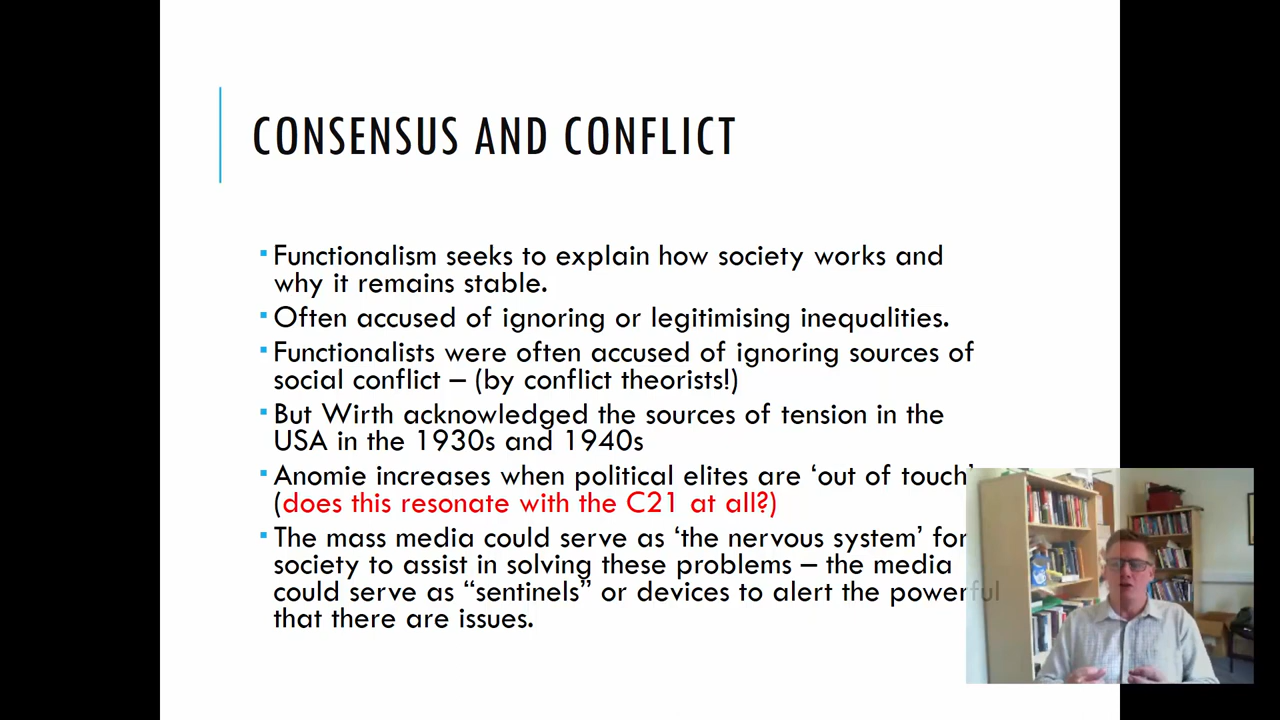 CONSENSUS AND CONFLICT
▪Functionalism seeks to explain how society works and
why it remains stable.
▪Often accused of ignoring or legitimising inequalities.
▪Functionalists were often accused of ignoring sources of
social conflict – (by conflict theorists!)
▪But Wirth acknowledged the sources of tension in the
USA in the 1930s and 1940s
▪Anomie increases when political elites are ‘out of touch’
(does this resonate with the C21 at all?)
▪The mass media could serve as ‘the nervous system’ for
society to assist in solving these problems – the media
could serve as “sentinels” or devices to alert the powerful
that there are issues.